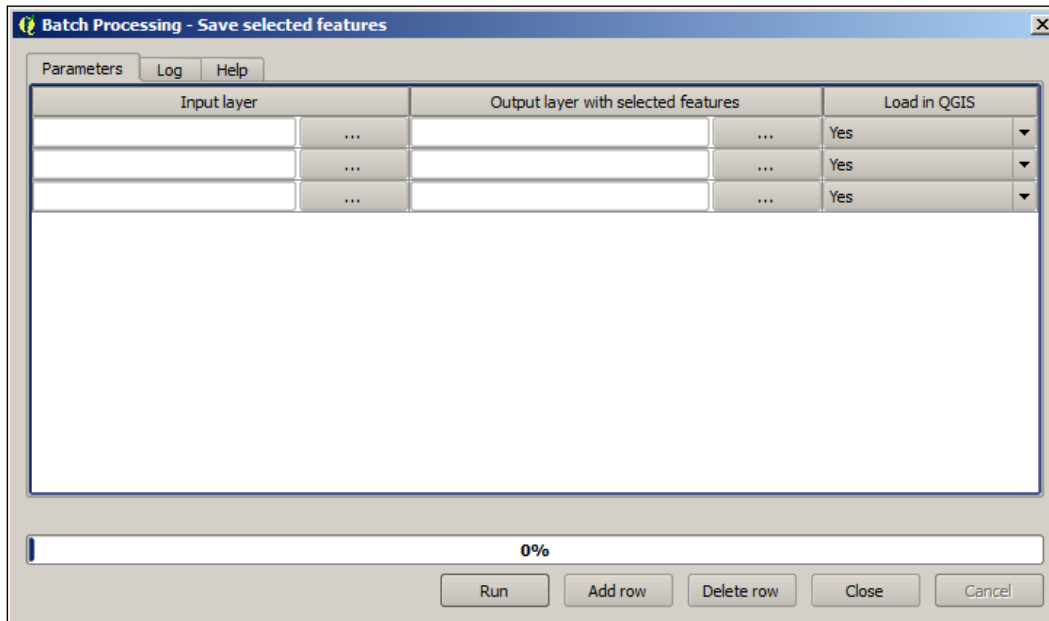 Batch Processing - Save selected features
Parameters Log Help
Input layer Output layer with selected features Load in QGIS
... ... Yes
... ... Yes
... ... Yes
0%
Run Add row Delete row Close Cancel